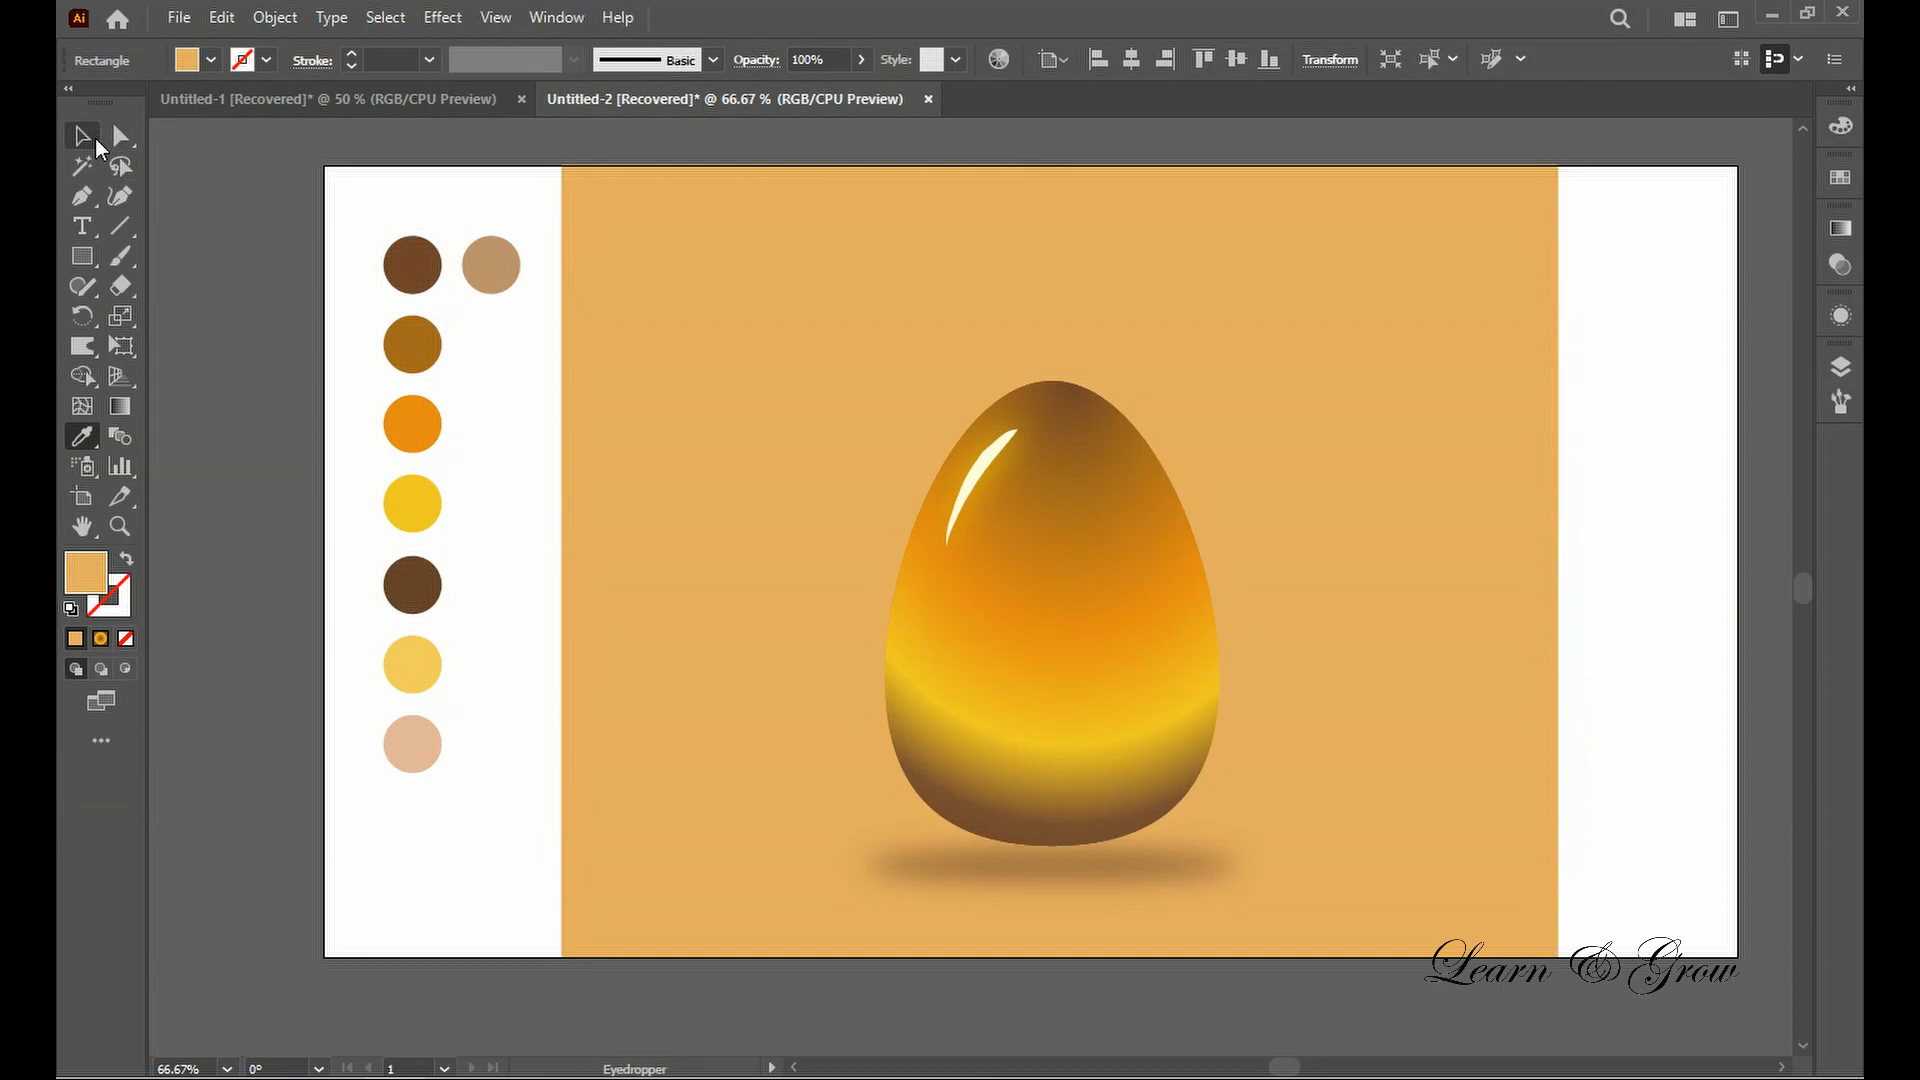 Ai File Edit Object Type Select Effect View Window Help
Rectangle Stroke: Basic Opacity: 100% Style: Transform
Untitled-1 [Recovered]* @ 50 % (RGB/CPU Preview) × Untitled-2 [Recovered]* @ 66.67 % (RGB/CPU Preview) ×
Learn & Grow
66.67% 0° 1 Eyedropper